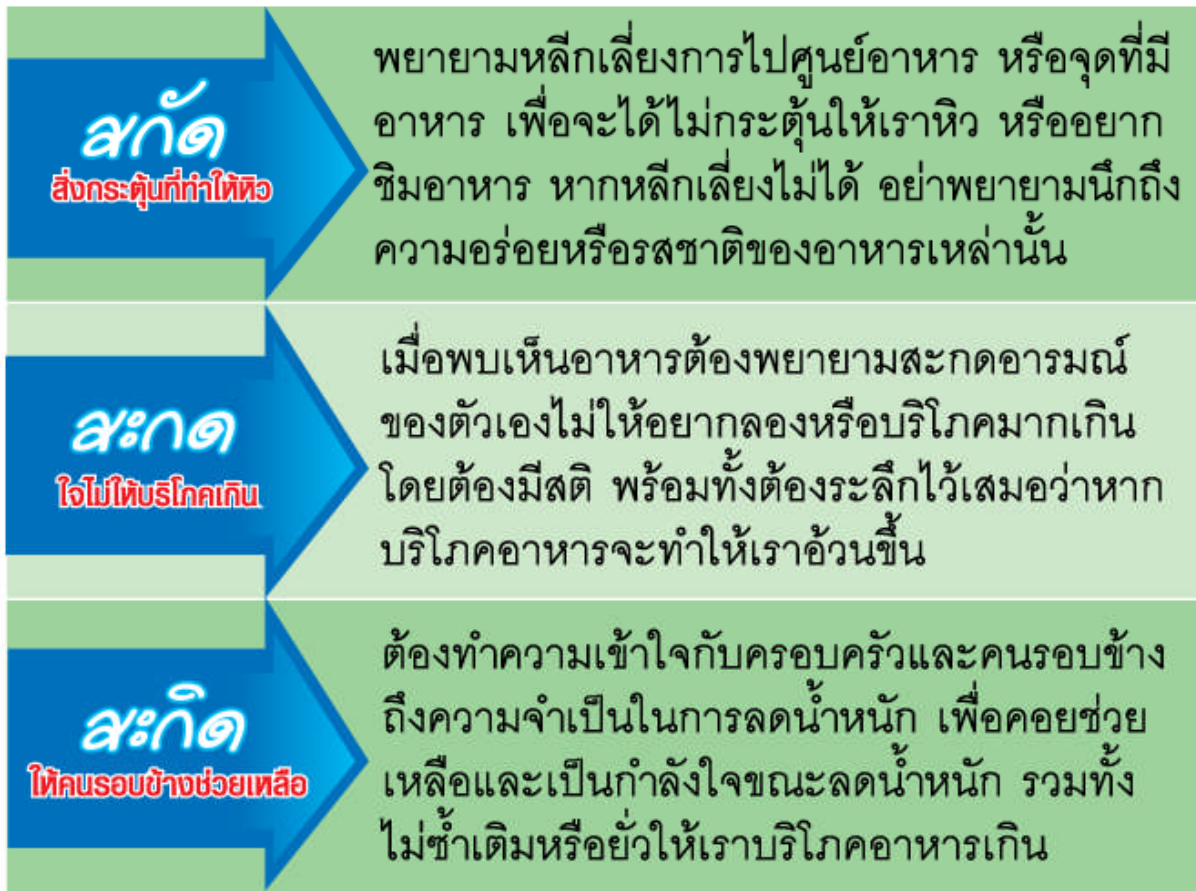 สกัด
สิ่งกระตุ้นที่ทำให้หิว
พยายามหลีกเลี่ยงการไปศูนย์อาหาร หรือจุดที่มี
อาหาร เพื่อจะได้ไม่กระตุ้นให้เราหิว หรืออยาก
ชิมอาหาร หากหลีกเลี่ยงไม่ได้ อย่าพยายามนึกถึง
ความอร่อยหรือรสชาติของอาหารเหล่านั้น
สะกด
ใจไม่ให้บริโภคเกิน
เมื่อพบเห็นอาหารต้องพยายามสะกดอารมณ์
ของตัวเองไม่ให้อยากลองหรือบริโภคมากเกิน
โดยต้องมีสติ พร้อมทั้งต้องระลึกไว้เสมอว่าหาก
บริโภคอาหารจะทำให้เราอ้วนขึ้น
สะกิด
ให้คนรอบข้างช่วยเหลือ
ต้องทำความเข้าใจกับครอบครัวและคนรอบข้าง
ถึงความจำเป็นในการลดน้ำหนัก เพื่อคอยช่วย
เหลือและเป็นกำลังใจขณะลดน้ำหนัก รวมทั้ง
ไม่ซ้ำเติมหรือยั่วให้เราบริโภคอาหารเกิน